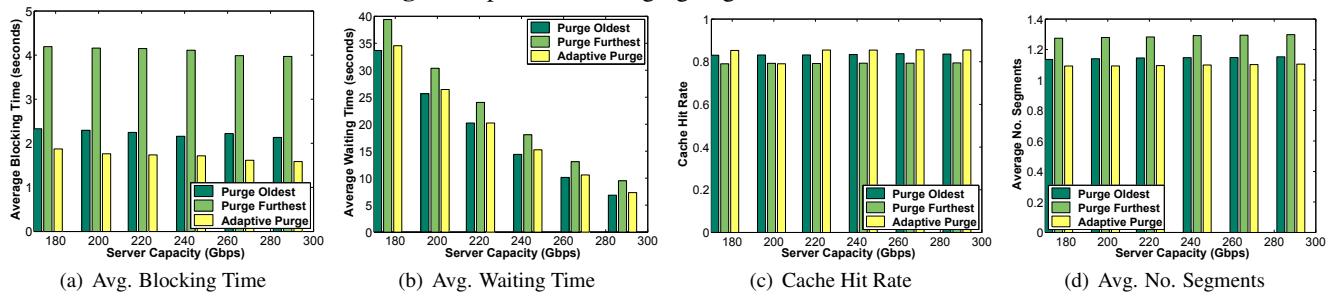 5
4
3
2
1
0
Average Blocking Time (seconds)
Purge Oldest
Purge Furthest
Adaptive Purge
180 200 220 240 260 280 300
Server Capacity (Gbps)
(a) Avg. Blocking Time
40
35
30
25
20
15
10
5
0
Average Waiting Time (seconds)
Purge Oldest
Purge Furthest
Adaptive Purge
180 200 220 240 260 280 300
Server Capacity (Gbps)
(b) Avg. Waiting Time
1
0.8
0.6
0.4
0.2
0
Cache Hit Rate
Purge Oldest
Purge Furthest
Adaptive Purge
180 200 220 240 260 280 300
Server Capacity (Gbps)
(c) Cache Hit Rate
1.4
1.2
1
0.8
0.6
0.4
0.2
0
Average No. Segments
Purge Oldest
Purge Furthest
Adaptive Purge
180 200 220 240 260 280 300
Server Capacity (Gbps)
(d) Avg. No. Segments